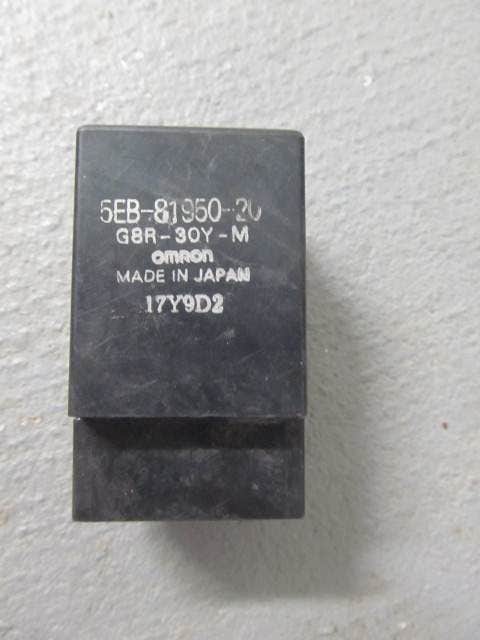 5EB-81950-20
G8R-30Y-M
omron
MADE IN JAPAN
17Y9D2